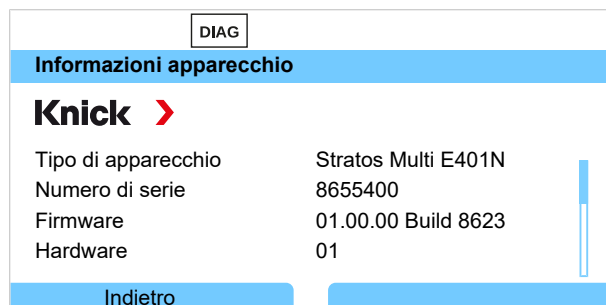 DIAG
Informazioni apparecchio
Knick
Tipo di apparecchio Stratos Multi E401N
Numero di serie 8655400
Firmware 01.00.00 Build 8623
Hardware 01
Indietro